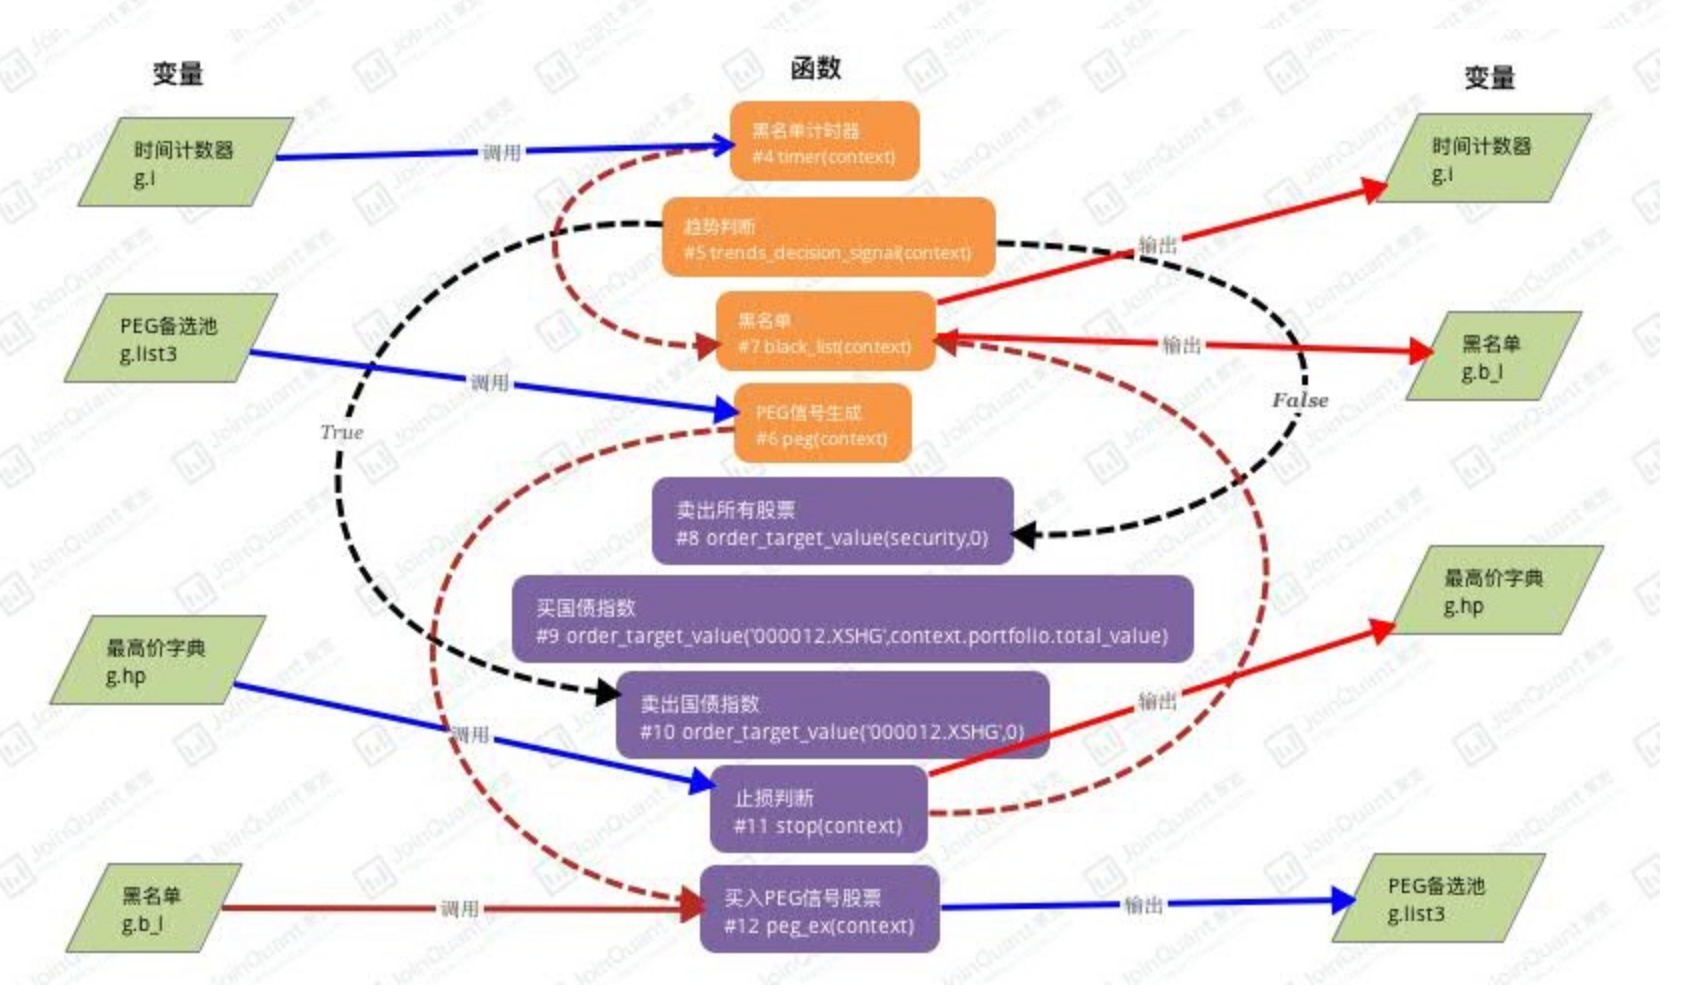 变量
函数
变量
时间计数器
g.i
调用
黑名单计时器
#4 timer(context)
时间计数器
g.i
趋势判断
#5 trends_decision_signal(context)
输出
PEG备选池
g.list3
调用
黑名单
#7 black_list(context)
输出
黑名单
g.b_l
True
PEG信号生成
#6 peg(context)
False
卖出所有股票
#8 order_target_value(security,0)
买国债指数
#9 order_target_value('000012.XSHG',context.portfolio.total_value)
最高价字典
g.hp
最高价字典
g.hp
调用
卖出国债指数
#10 order_target_value('000012.XSHG',0)
输出
止损判断
#11 stop(context)
黑名单
g.b_l
调用
买入PEG信号股票
#12 peg_ex(context)
输出
PEG备选池
g.list3
JoinQuant 聚宽